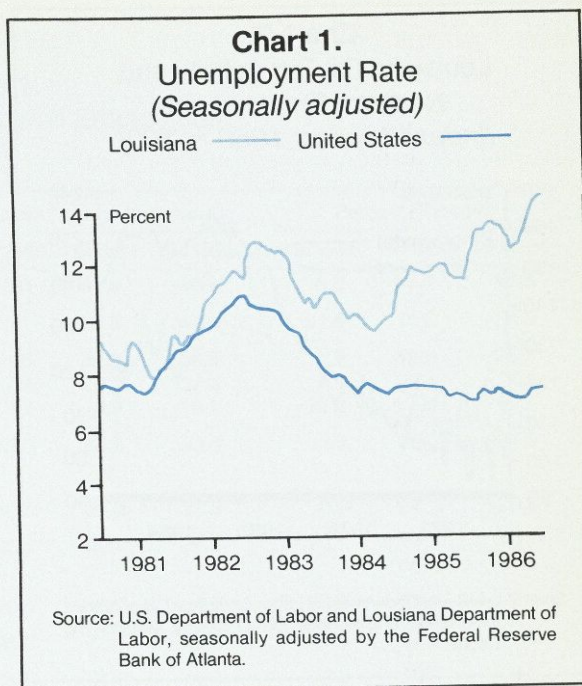 Chart 1.
Unemployment Rate
(Seasonally adjusted)
Louisiana United States
Percent
14
12
10
8
6
4
2
1981 1982 1983 1984 1985 1986
Source: U.S. Department of Labor and Lousiana Department of
Labor, seasonally adjusted by the Federal Reserve
Bank of Atlanta.